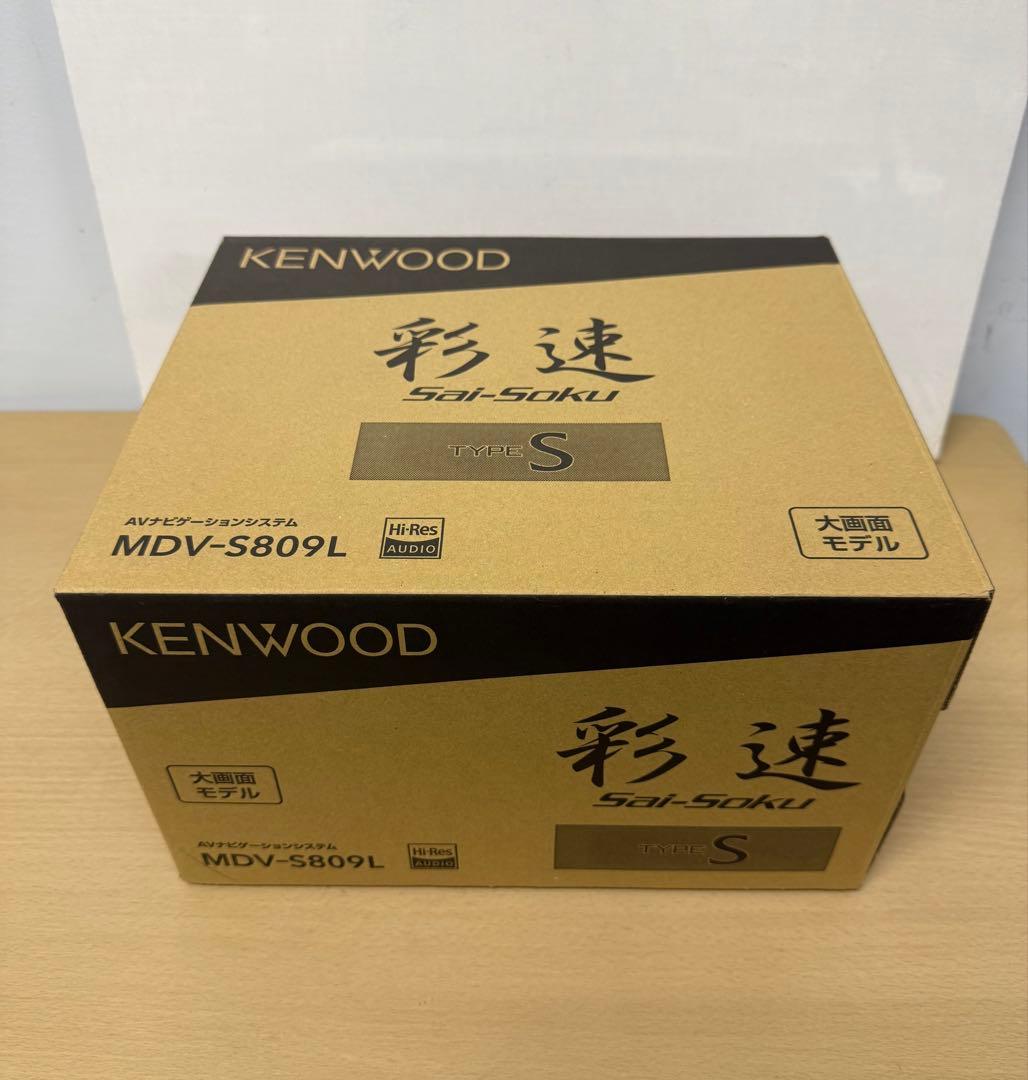 KENWOOD
彩速
Sai-Soku
TYPE S
AVナビゲーションシステム
MDV-S809L
Hi-Res
AUDIO
大画面
モデル
KENWOOD
彩速
Sai-Soku
大画面
モデル
TYPE S
AVナビゲーションシステム
MDV-S809L
Hi-Res
AUDIO